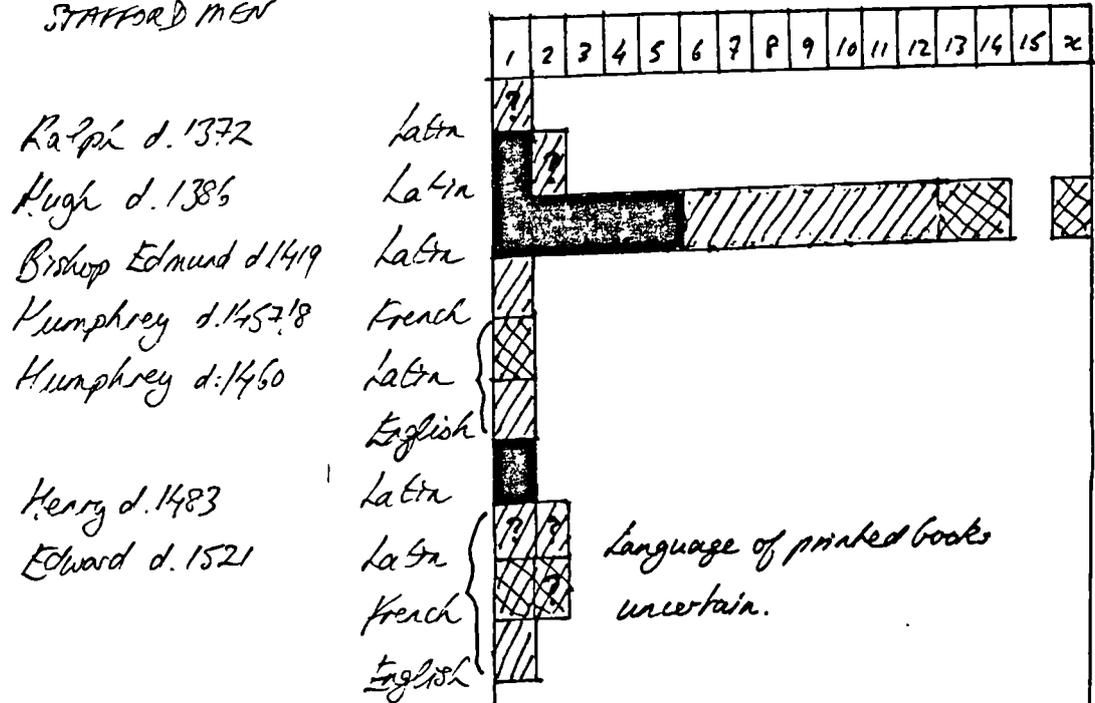 STAFFORD MEN
1 2 3 4 5 6 7 8 9 10 11 12 13 14 15 x
?
Ralph d. 1372 Latin
?
Hugh d. 1386 Latin
Bishop Edmund d 1419 Latin
Humphrey d. 1457/8 French
Humphrey d. 1460 Latin
English
Henry d. 1483 Latin
? ?
Edward d. 1521 Latin Language of printed books
?
French uncertain.
English